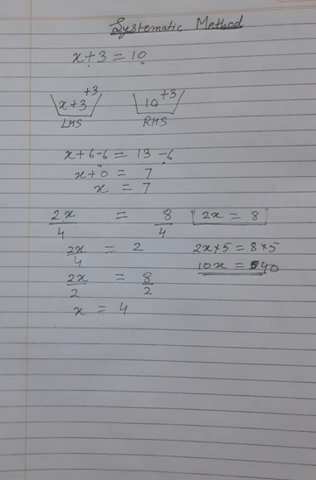 Systematic Method
x+3 = 10
+3 +3
x+3 10
LHS RHS
x+6-6 = 13-6
x+0 = 7
x = 7
2x/4 = 8/4 [2x = 8]
2x/4 = 2 2x×5 = 8×5
2x/2 = 8/2 10x = 40
x = 4